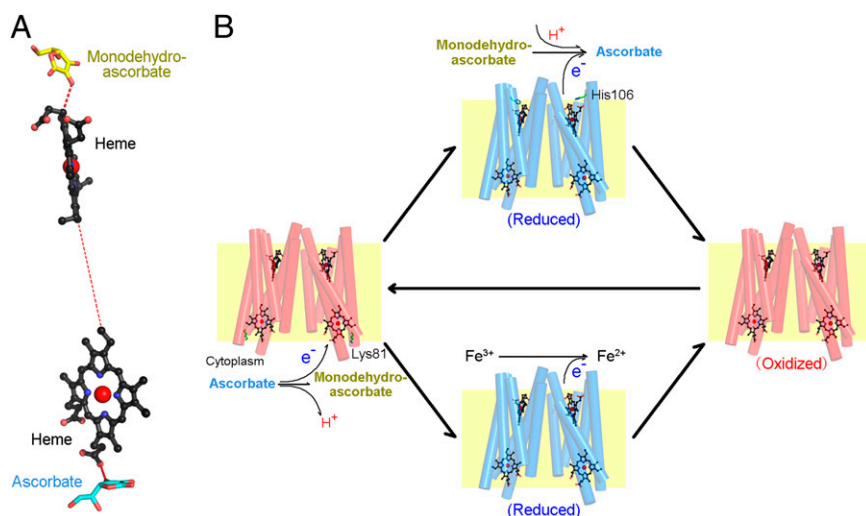 A
Monodehydro-
ascorbate
Heme
Heme
Ascorbate
B
H⁺
Monodehydro-
ascorbate
Ascorbate
e⁻
His106
(Reduced)
Cytoplasm
e⁻
Lys81
Ascorbate
Monodehydro-
ascorbate
H⁺
Fe³⁺
Fe²⁺
e⁻
(Reduced)
(Oxidized)